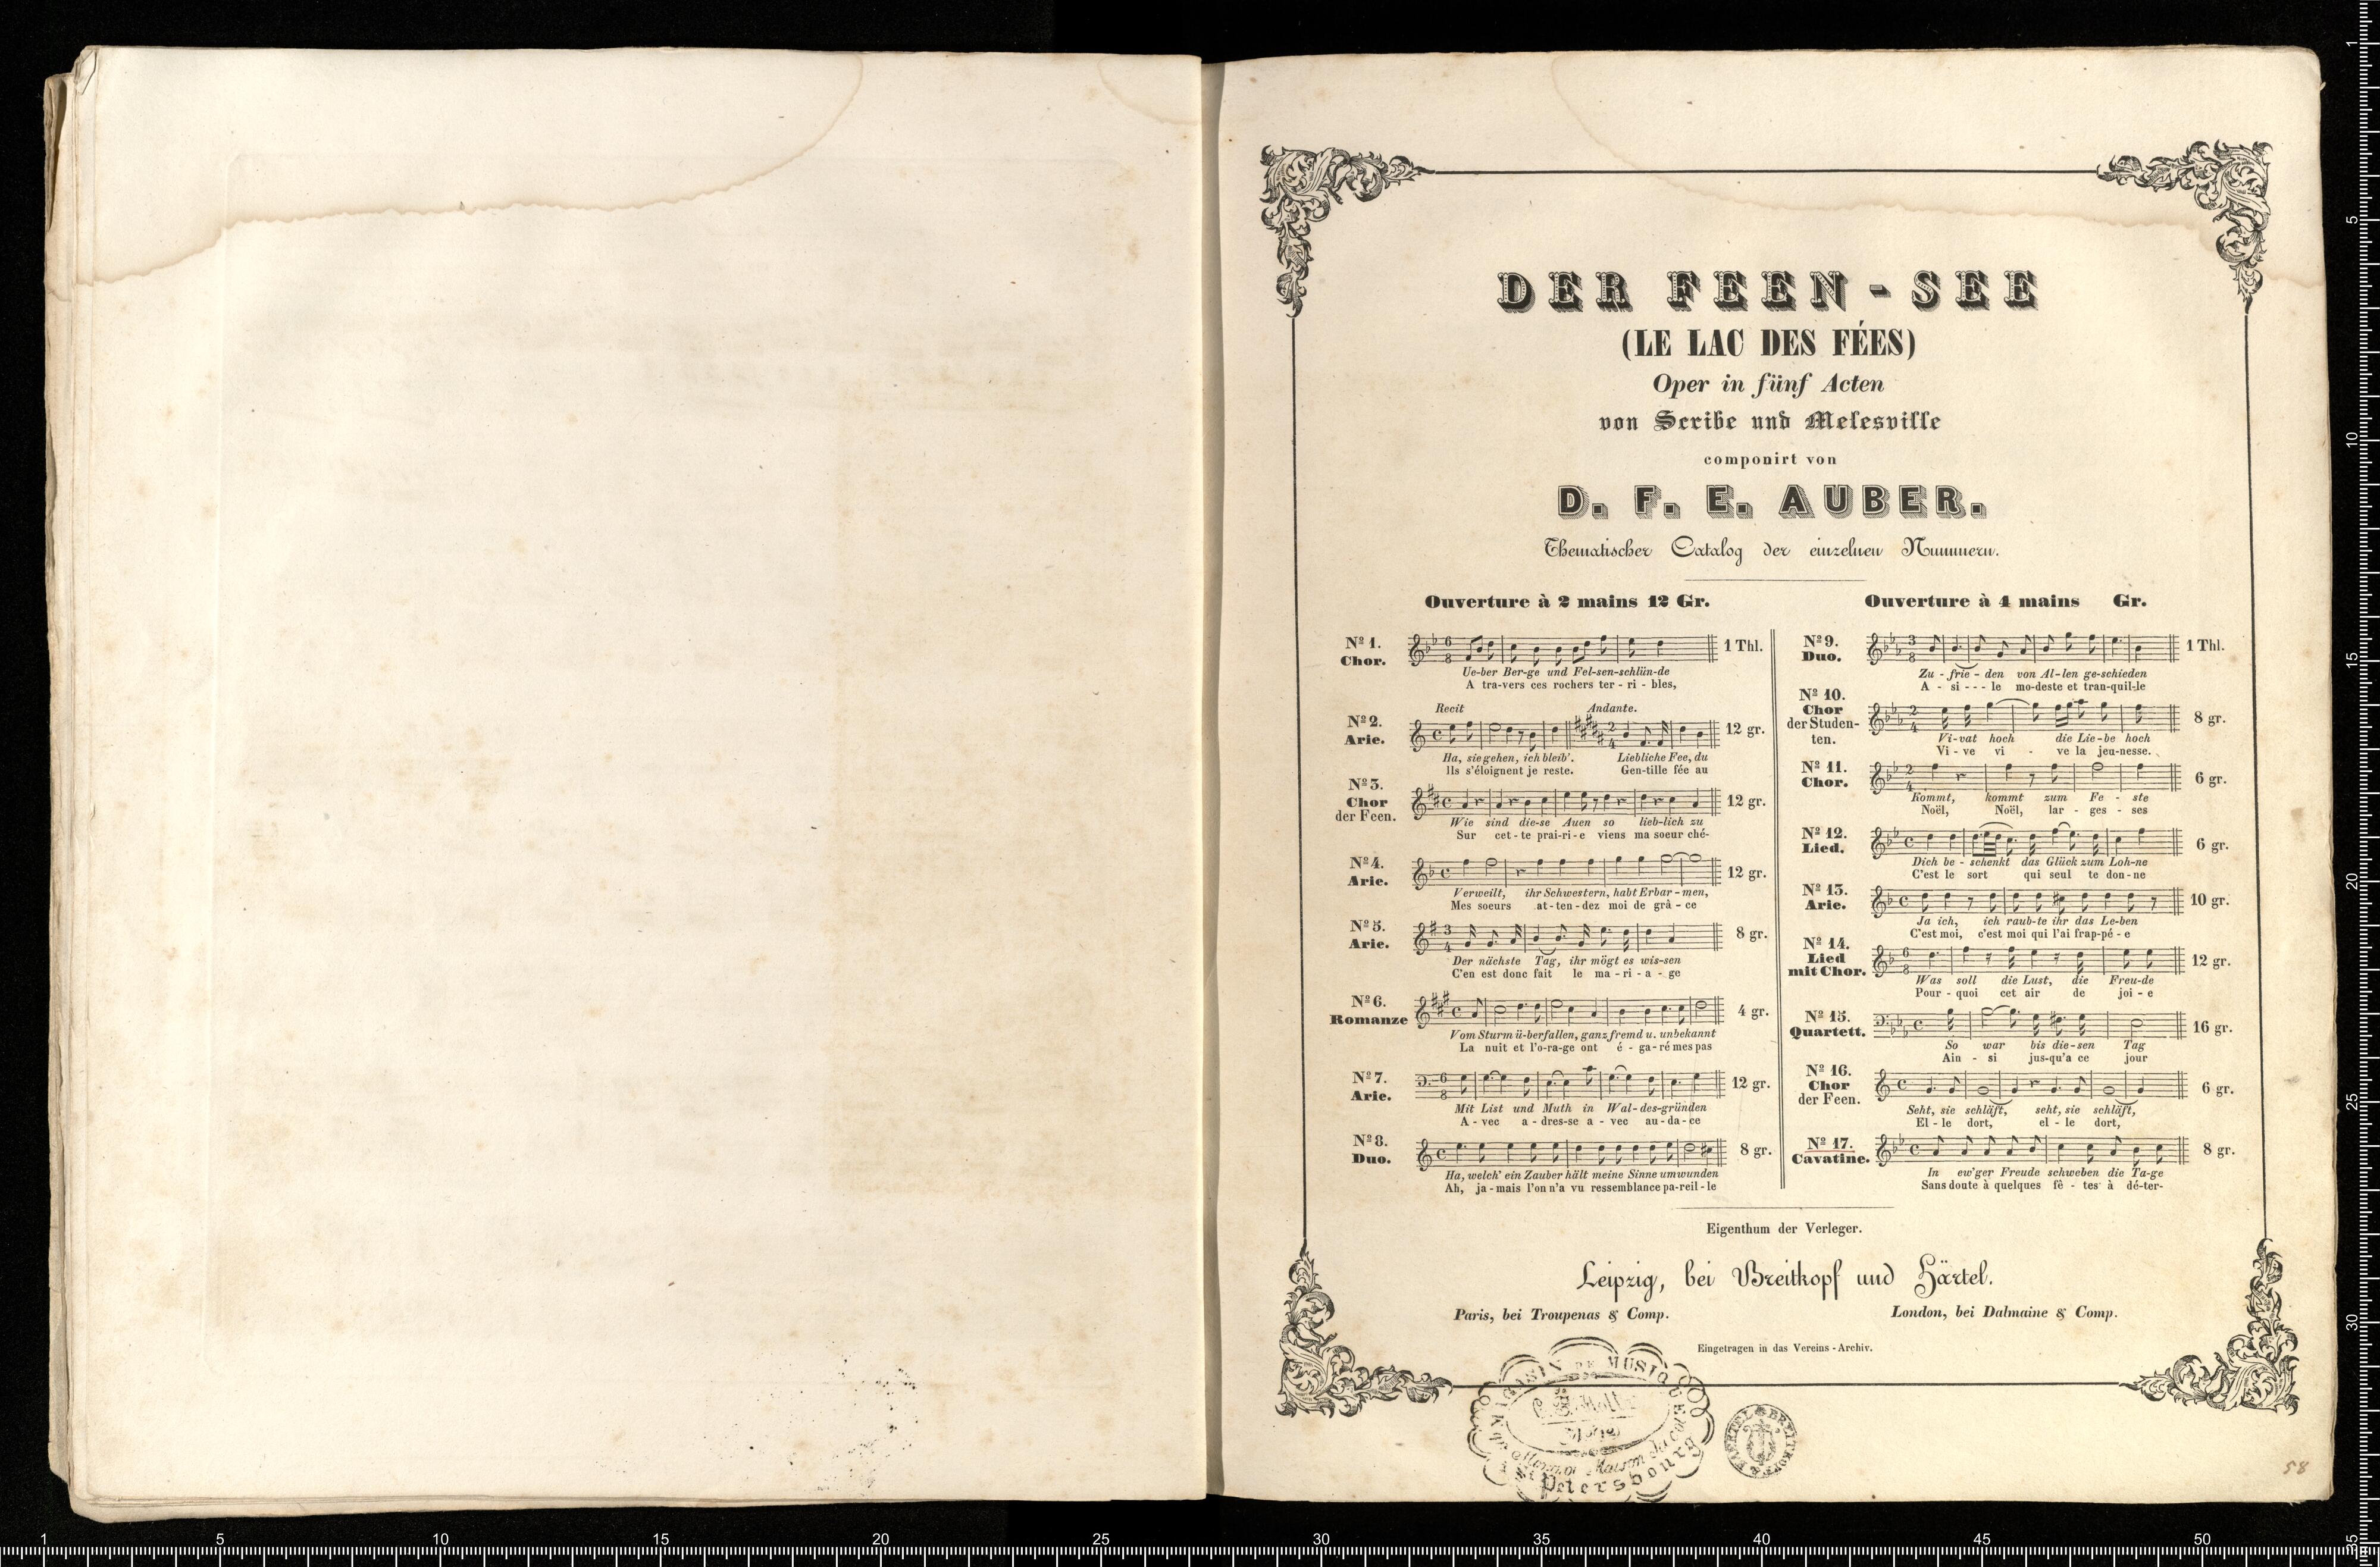 DER FEEN - SEE
(LE LAC DES FÉES)
Oper in fünf Acten
von Scribe und Melesville
componirt von
D. F. E. AUBER.
Thematischer Catalog der einzelnen Nummern.
Ouverture à 2 mains 12 Gr.
Nº 1.
Chor.
1 Thl.
Ue-ber Ber-ge und Fel-sen-schlün-de
A tra-vers ces rochers ter - ri - bles,
Recit Andante.
Nº 2.
Arie.
12 gr.
Ha, sie gehen, ich bleib'. Liebliche Fee, du
Ils s'éloignent je reste. Gen-tille fée au
Nº 3.
Chor
der Feen.
12 gr.
Wie sind die-se Auen so lieb-lich zu
Sur cet-te prai-ri-e viens ma soeur ché-
Nº 4.
Arie.
12 gr.
Verweilt, ihr Schwestern, habt Erbar-men,
Mes soeurs at-ten-dez moi de grâ-ce
Nº 5.
Arie.
8 gr.
Der nächste Tag, ihr mögt es wis-sen
C'en est donc fait le ma-ri-a-ge
Nº 6.
Romanze
4 gr.
Vom Sturm ü-berfallen, ganz fremd u. unbekannt
La nuit et l'o-ra-ge ont é-ga-ré mes pas
Nº 7.
Arie.
12 gr.
Mit List und Muth in Wal-des-gründen
A - vec a-dres-se a - vec au-da-ce
Nº 8.
Duo.
8 gr.
Ha, welch' ein Zauber hält meine Sinne umwunden
Ah, ja-mais l'on n'a vu ressemblance pa-reil-le
Ouverture à 4 mains Gr.
Nº 9.
Duo.
1 Thl.
Zu - frie - den von Al-len ge-schieden
A - si - - - le mo-deste et tran-quil-le
Nº 10.
Chor
der Studen-
ten.
8 gr.
Vi-vat hoch die Lie-be hoch
Vi - ve vi - ve la jeu-nesse.
Nº 11.
Chor.
6 gr.
Kommt, kommt zum Fe - ste
Noël, Noël, lar - ges - ses
Nº 12.
Lied.
6 gr.
Dich be - schenkt das Glück zum Loh-ne
C'est le sort qui seul te don-ne
Nº 13.
Arie.
10 gr.
Ja ich, ich raub-te ihr das Le-ben
C'est moi, c'est moi qui l'ai frap-pé-e
Nº 14.
Lied
mit Chor.
12 gr.
Was soll die Lust, die Freu-de
Pour - quoi cet air de joi - e
Nº 15.
Quartett.
16 gr.
So war bis die-sen Tag
Ain - si jus-qu'a ce jour
Nº 16.
Chor
der Feen.
6 gr.
Seht, sie schläft, seht, sie schläft,
El - le dort, el - le dort,
Nº 17.
Cavatine.
8 gr.
In ew'ger Freude schweben die Ta-ge
Sans doute à quelques fê - tes à dé-ter-
Eigenthum der Verleger.
Leipzig, bei Breitkopf und Härtel.
Paris, bei Troupenas & Comp. London, bei Dalmaine & Comp.
Eingetragen in das Vereins-Archiv.
MAGASIN DE MUSIQUE
Maison
Petersbourg
BREITKOPF & HAERTEL
58